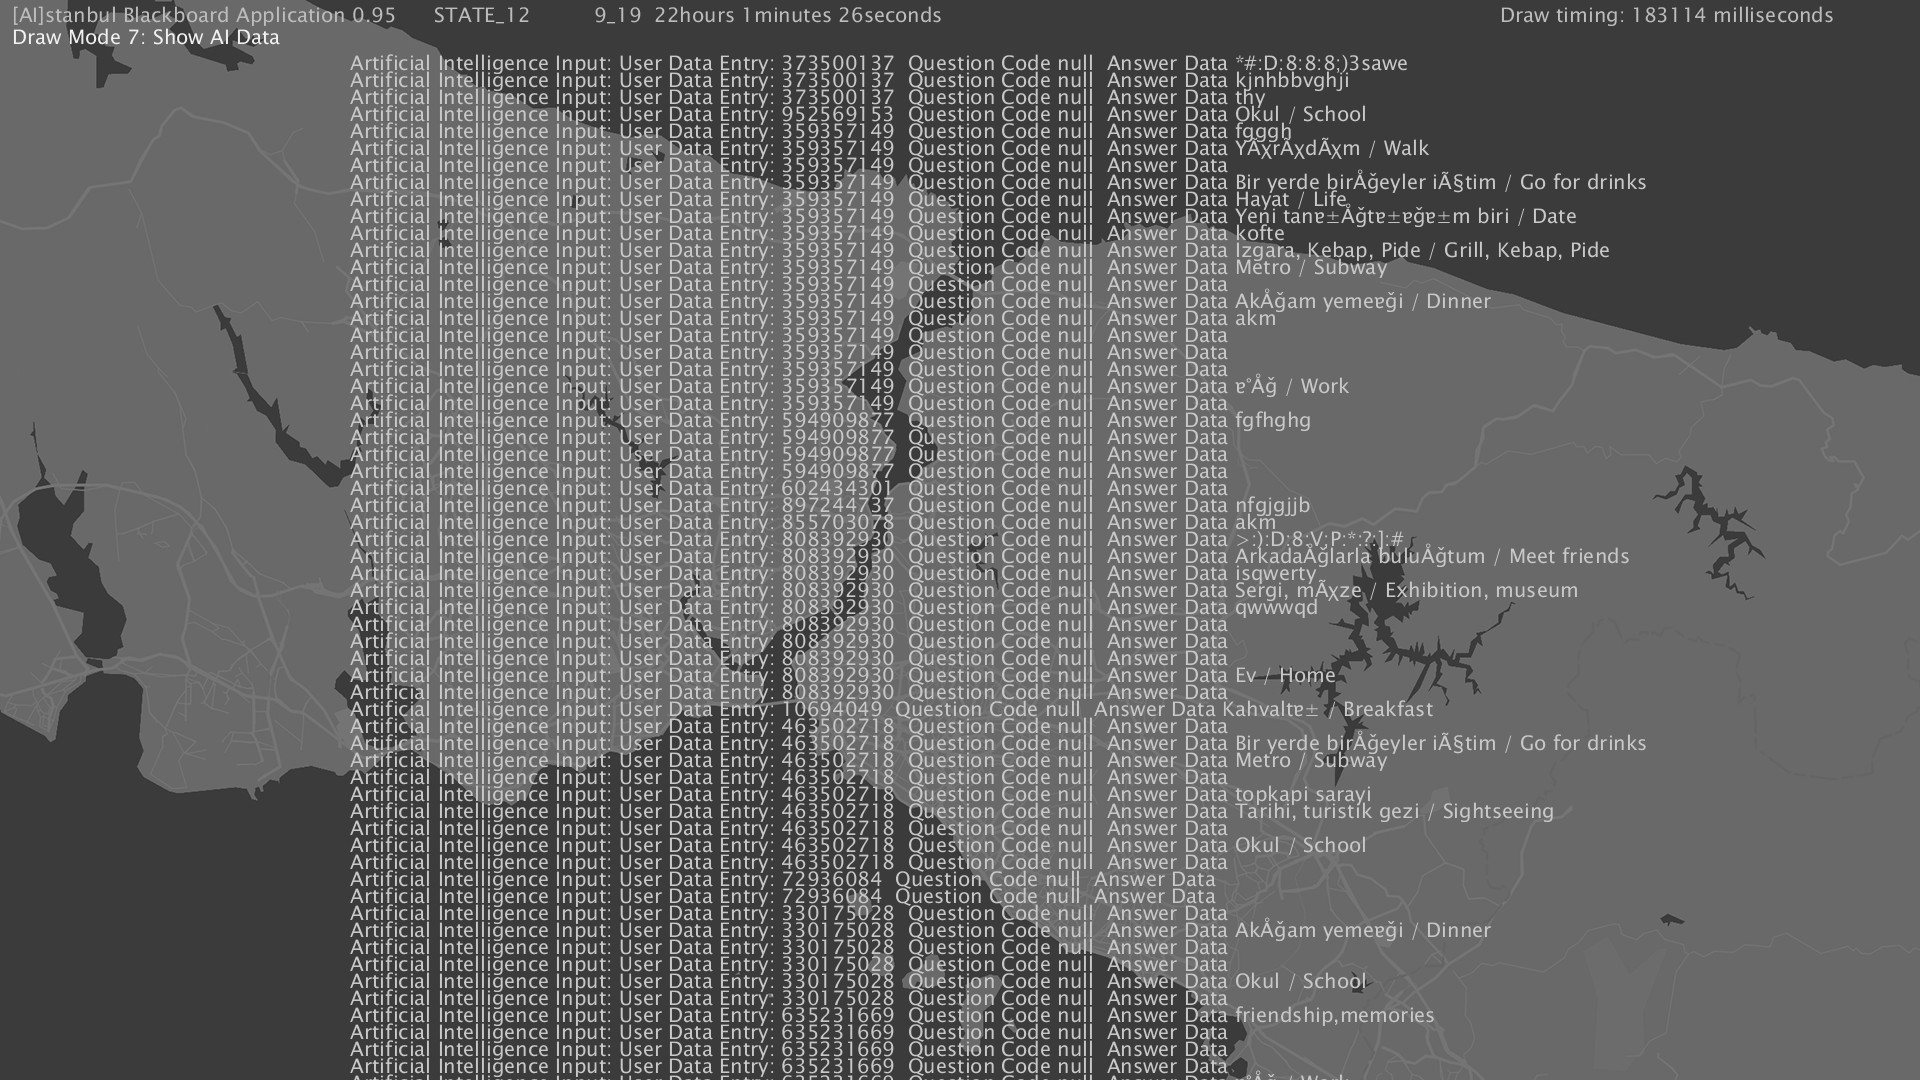 [AI]stanbul Blackboard Application 0.95 STATE_12 9_19 22hours 1minutes 26seconds Draw timing: 183114 milliseconds
Draw Mode 7: Show AI Data
Artificial Intelligence Input: User Data Entry: 373500137 Question Code null Answer Data *#:D:8:8:8;)3sawe
Artificial Intelligence Input: User Data Entry: 373500137 Question Code null Answer Data kjnhbbvghji
Artificial Intelligence Input: User Data Entry: 373500137 Question Code null Answer Data thy
Artificial Intelligence Input: User Data Entry: 952569153 Question Code null Answer Data Okul / School
Artificial Intelligence Input: User Data Entry: 359357149 Question Code null Answer Data fgggh
Artificial Intelligence Input: User Data Entry: 359357149 Question Code null Answer Data YÃχrÃχdÃχm / Walk
Artificial Intelligence Input: User Data Entry: 359357149 Question Code null Answer Data
Artificial Intelligence Input: User Data Entry: 359357149 Question Code null Answer Data Bir yerde birÅğeyler iÃ§tim / Go for drinks
Artificial Intelligence Input: User Data Entry: 359357149 Question Code null Answer Data Hayat / Life
Artificial Intelligence Input: User Data Entry: 359357149 Question Code null Answer Data Yeni tanɐ±Åğtɐ±ɐğɐ±m biri / Date
Artificial Intelligence Input: User Data Entry: 359357149 Question Code null Answer Data kofte
Artificial Intelligence Input: User Data Entry: 359357149 Question Code null Answer Data Izgara, Kebap, Pide / Grill, Kebap, Pide
Artificial Intelligence Input: User Data Entry: 359357149 Question Code null Answer Data Metro / Subway
Artificial Intelligence Input: User Data Entry: 359357149 Question Code null Answer Data
Artificial Intelligence Input: User Data Entry: 359357149 Question Code null Answer Data AkÅğam yemeɐği / Dinner
Artificial Intelligence Input: User Data Entry: 359357149 Question Code null Answer Data akm
Artificial Intelligence Input: User Data Entry: 359357149 Question Code null Answer Data
Artificial Intelligence Input: User Data Entry: 359357149 Question Code null Answer Data
Artificial Intelligence Input: User Data Entry: 359357149 Question Code null Answer Data
Artificial Intelligence Input: User Data Entry: 359357149 Question Code null Answer Data ɐ°Åğ / Work
Artificial Intelligence Input: User Data Entry: 359357149 Question Code null Answer Data
Artificial Intelligence Input: User Data Entry: 594909877 Question Code null Answer Data fgfhghg
Artificial Intelligence Input: User Data Entry: 594909877 Question Code null Answer Data
Artificial Intelligence Input: User Data Entry: 594909877 Question Code null Answer Data
Artificial Intelligence Input: User Data Entry: 594909877 Question Code null Answer Data
Artificial Intelligence Input: User Data Entry: 602434301 Question Code null Answer Data
Artificial Intelligence Input: User Data Entry: 897244737 Question Code null Answer Data nfgjgjjb
Artificial Intelligence Input: User Data Entry: 855703078 Question Code null Answer Data akm
Artificial Intelligence Input: User Data Entry: 808392930 Question Code null Answer Data >:):D:8:V:P:*:?:]:#
Artificial Intelligence Input: User Data Entry: 808392930 Question Code null Answer Data ArkadaÅğlarla buluÅğtum / Meet friends
Artificial Intelligence Input: User Data Entry: 808392930 Question Code null Answer Data isqwerty
Artificial Intelligence Input: User Data Entry: 808392930 Question Code null Answer Data Sergi, mÃχze / Exhibition, museum
Artificial Intelligence Input: User Data Entry: 808392930 Question Code null Answer Data qwwwqd
Artificial Intelligence Input: User Data Entry: 808392930 Question Code null Answer Data
Artificial Intelligence Input: User Data Entry: 808392930 Question Code null Answer Data
Artificial Intelligence Input: User Data Entry: 808392930 Question Code null Answer Data
Artificial Intelligence Input: User Data Entry: 808392930 Question Code null Answer Data Ev / Home
Artificial Intelligence Input: User Data Entry: 808392930 Question Code null Answer Data
Artificial Intelligence Input: User Data Entry: 10694049 Question Code null Answer Data Kahvaltɐ± / Breakfast
Artificial Intelligence Input: User Data Entry: 463502718 Question Code null Answer Data
Artificial Intelligence Input: User Data Entry: 463502718 Question Code null Answer Data Bir yerde birÅğeyler iÃ§tim / Go for drinks
Artificial Intelligence Input: User Data Entry: 463502718 Question Code null Answer Data Metro / Subway
Artificial Intelligence Input: User Data Entry: 463502718 Question Code null Answer Data
Artificial Intelligence Input: User Data Entry: 463502718 Question Code null Answer Data topkapi sarayi
Artificial Intelligence Input: User Data Entry: 463502718 Question Code null Answer Data Tarihi, turistik gezi / Sightseeing
Artificial Intelligence Input: User Data Entry: 463502718 Question Code null Answer Data
Artificial Intelligence Input: User Data Entry: 463502718 Question Code null Answer Data Okul / School
Artificial Intelligence Input: User Data Entry: 463502718 Question Code null Answer Data
Artificial Intelligence Input: User Data Entry: 72936084 Question Code null Answer Data
Artificial Intelligence Input: User Data Entry: 72936084 Question Code null Answer Data
Artificial Intelligence Input: User Data Entry: 330175028 Question Code null Answer Data
Artificial Intelligence Input: User Data Entry: 330175028 Question Code null Answer Data AkÅğam yemeɐği / Dinner
Artificial Intelligence Input: User Data Entry: 330175028 Question Code null Answer Data
Artificial Intelligence Input: User Data Entry: 330175028 Question Code null Answer Data
Artificial Intelligence Input: User Data Entry: 330175028 Question Code null Answer Data Okul / School
Artificial Intelligence Input: User Data Entry: 330175028 Question Code null Answer Data
Artificial Intelligence Input: User Data Entry: 635231669 Question Code null Answer Data friendship,memories
Artificial Intelligence Input: User Data Entry: 635231669 Question Code null Answer Data
Artificial Intelligence Input: User Data Entry: 635231669 Question Code null Answer Data
Artificial Intelligence Input: User Data Entry: 635231669 Question Code null Answer Data